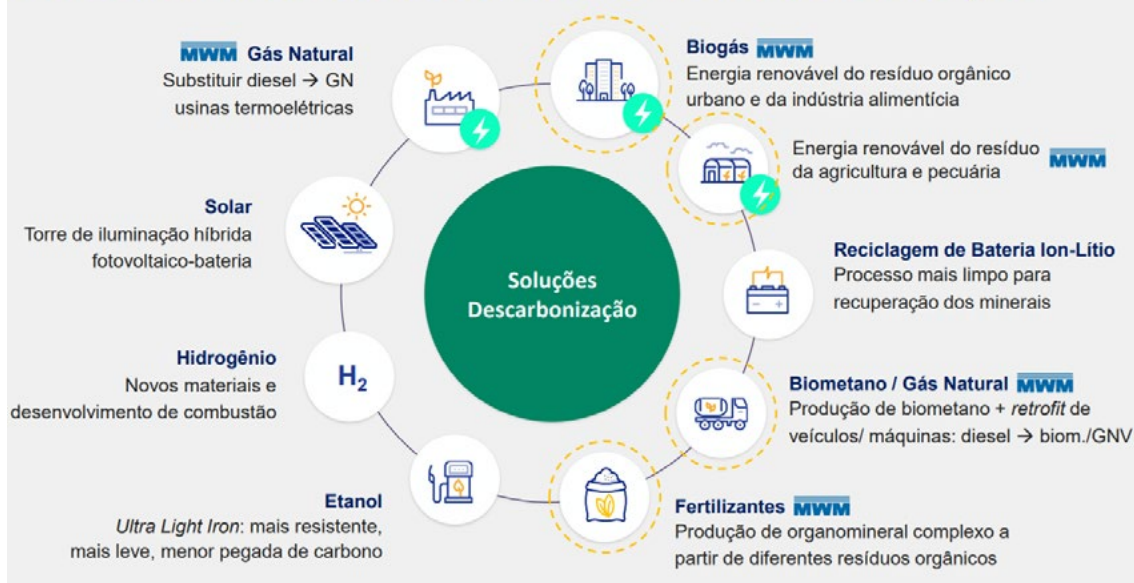 MWM Gás Natural
Substituir diesel → GN
usinas termoelétricas
Biogás MWM
Energia renovável do resíduo orgânico
urbano e da indústria alimentícia
Energia renovável do resíduo MWM
da agricultura e pecuária
Reciclagem de Bateria Ion-Lítio
Processo mais limpo para
recuperação dos minerais
Biometano / Gás Natural MWM
Produção de biometano + retrofit de
veículos/ máquinas: diesel → biom./GNV
Fertilizantes MWM
Produção de organomineral complexo a
partir de diferentes resíduos orgânicos
Etanol
Ultra Light Iron: mais resistente,
mais leve, menor pegada de carbono
Hidrogênio
Novos materiais e
desenvolvimento de combustão
H₂
Solar
Torre de iluminação híbrida
fotovoltaico-bateria
Soluções
Descarbonização